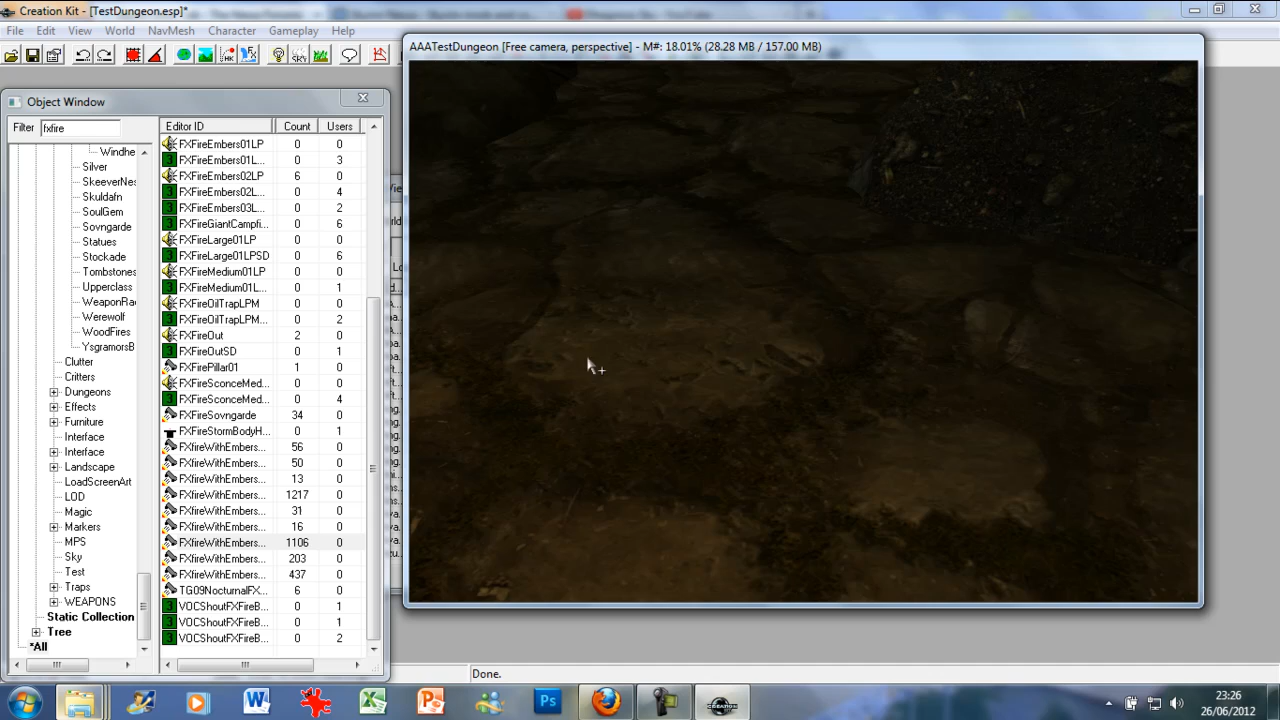 Creation Kit - [TestDungeon.esp]*
File Edit View World NavMesh Character Gameplay Help
AAATestDungeon [Free camera, perspective] - M#: 18.01% (28.28 MB / 157.00 MB)
Object Window
Filter fxfire
Windhe
Silver
SkeeverNes
Skuldafn
SoulGem
Sovngarde
Statues
Stockade
Tombstones
Upperclass
WeaponRac
Werewolf
WoodFires
YsgramorsB
Clutter
Critters
Dungeons
Effects
Furniture
Interface
Interface
Landscape
LoadScreenArt
LOD
Magic
Markers
MPS
Sky
Test
Traps
WEAPONS
Static Collection
Tree
*All
Editor ID Count Users
FXFireEmbers01LP 0 0
FXFireEmbers01L... 0 3
FXFireEmbers02LP 6 0
FXFireEmbers02L... 0 4
FXFireEmbers03L... 0 2
FXFireGiantCampfi... 0 6
FXFireLarge01LP 0 0
FXFireLarge01LPSD 0 6
FXFireMedium01LP 0 0
FXFireMedium01L... 0 1
FXFireOilTrapLPM 0 0
FXFireOilTrapLPM... 0 2
FXFireOut 2 0
FXFireOutSD 0 1
FXFirePillar01 1 0
FXFireSconceMed... 0 0
FXFireSconceMed... 0 4
FXFireSovngarde 34 0
FXFireStormBodyH... 0 1
FXfireWithEmbers... 56 0
FXfireWithEmbers... 50 0
FXfireWithEmbers... 13 0
FXfireWithEmbers... 1217 0
FXfireWithEmbers... 31 0
FXfireWithEmbers... 16 0
FXfireWithEmbers... 1106 0
FXfireWithEmbers... 203 0
FXfireWithEmbers... 437 0
TG09NocturnalFX... 6 0
VOCShoutFXFireB... 0 1
VOCShoutFXFireB... 0 1
VOCShoutFXFireB... 0 2
Done.
23:26
26/06/2012